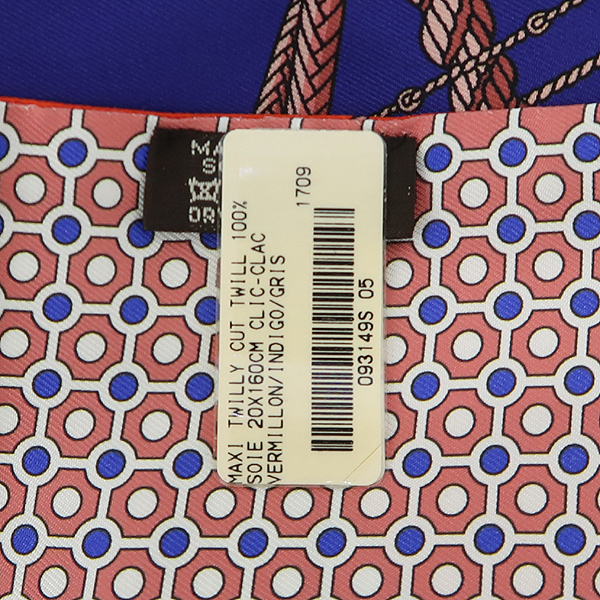 MAXI TWILLY CUT TWILL 100%
SOIE 20X160CM CLIC-CLAC
VERMILLON/INDIGO/GRIS
1709
093149S 05